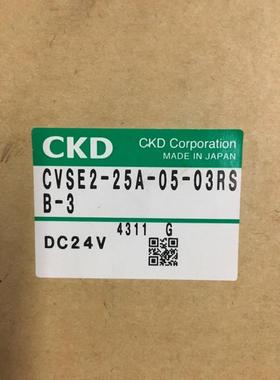 CKD
CKD Corporation
MADE IN JAPAN
CVSE2-25A-05-03RS
B-3
4311 G
DC24V